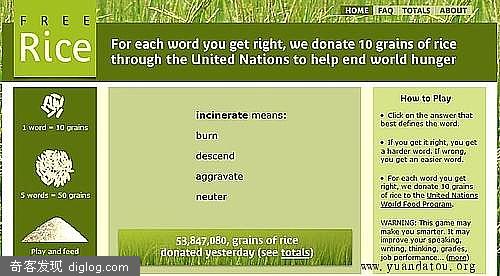 FREE
Rice
HOME FAQ TOTALS ABOUT
For each word you get right, we donate 10 grains of rice
through the United Nations to help end world hunger
1 word = 10 grains
5 words = 50 grains
Play and feed
incinerate means:
burn
descend
aggravate
neuter
53,847,080, grains of rice
donated yesterday (see totals)
How to Play
• Click on the answer that
best defines the word.
• If you get it right, you get
a harder word. If wrong,
you get an easier word.
• For each word you get
right, we donate 10 grains
of rice to the United Nations
World Food Program.
WARNING: This game may
make you smarter. It may
improve your speaking,
writing, thinking, grades,
job performance... (more)
奇客发现 diglog.com
www.yuandatou.org